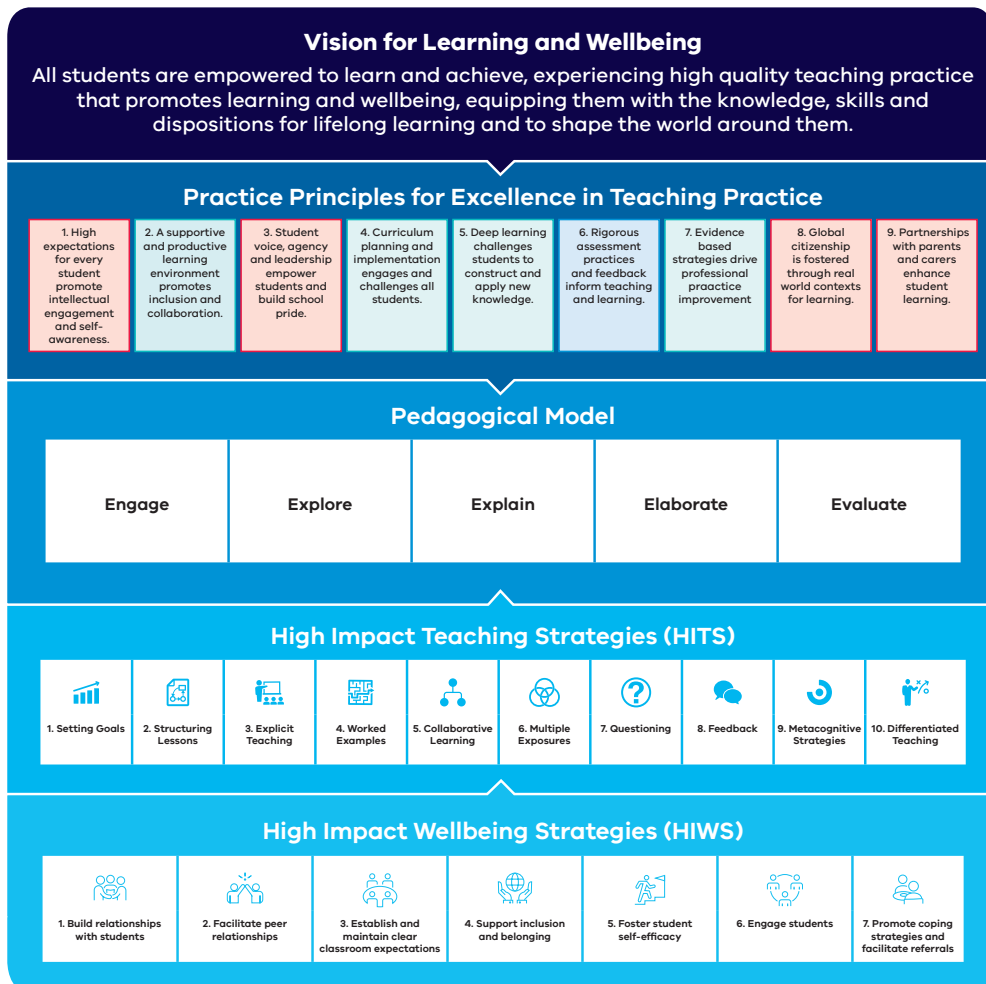 Vision for Learning and Wellbeing
All students are empowered to learn and achieve, experiencing high quality teaching practice
that promotes learning and wellbeing, equipping them with the knowledge, skills and
dispositions for lifelong learning and to shape the world around them.
Practice Principles for Excellence in Teaching Practice
1. High
expectations
for every
student
promote
intellectual
engagement
and self-
awareness.
2. A supportive
and productive
learning
environment
promotes
inclusion and
collaboration.
3. Student
voice, agency
and leadership
empower
students and
build school
pride.
4. Curriculum
planning and
implementation
engages and
challenges all
students.
5. Deep learning
challenges
students to
construct and
apply new
knowledge.
6. Rigorous
assessment
practices
and feedback
inform teaching
and learning.
7. Evidence
based
strategies drive
professional
praactice
improvement
8. Global
citizenship
is fostered
through real
world contexts
for learning.
9. Partnerships
with parents
and carers
enhance
student
learning.
Pedagogical Model
Engage
Explore
Explain
Elaborate
Evaluate
High Impact Teaching Strategies (HITS)
1. Setting Goals
2. Structuring
Lessons
3. Explicit
Teaching
4. Worked
Examples
5. Collaborative
Learning
6. Multiple
Exposures
7. Questioning
8. Feedback
9. Metacognitive
Strategies
10. Differentiated
Teaching
High Impact Wellbeing Strategies (HIWS)
1. Build relationships
with students
2. Facilitate peer
relationships
3. Establish and
maintain clear
classroom expectations
4. Support inclusion
and belonging
5. Foster student
self-efficacy
6. Engage students
7. Promote coping
strategies and
facilitate referrals